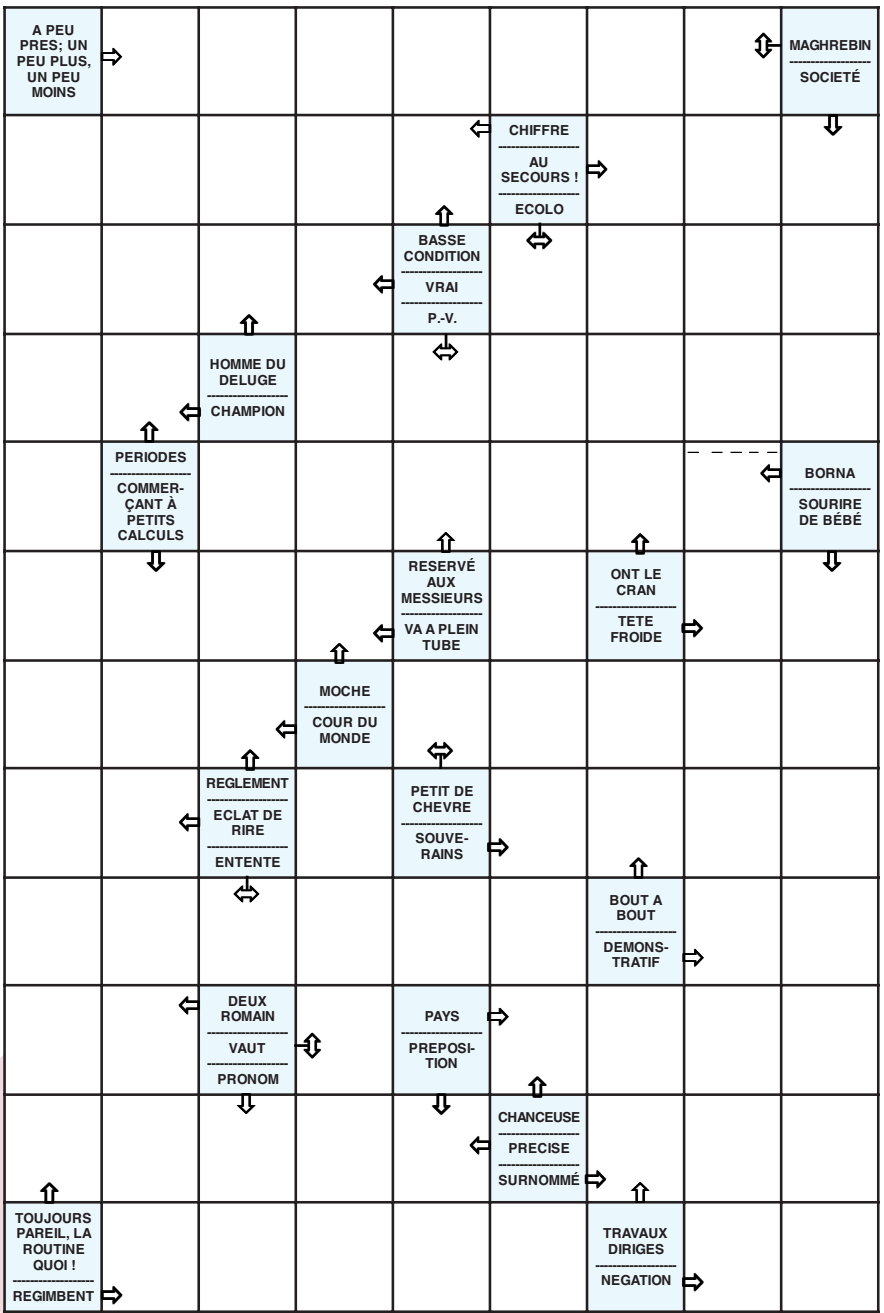 A PEU
PRES; UN
PEU PLUS,
UN PEU
MOINS
MAGHREBIN
SOCIETÉ
CHIFFRE
AU
SECOURS !
ECOLO
BASSE
CONDITION
VRAI
P.-V.
HOMME DU
DELUGE
CHAMPION
PERIODES
COMMER-
ÇANT À
PETITS
CALCULS
BORNA
SOURIRE
DE BÉBÉ
RESERVÉ
AUX
MESSIEURS
VA A PLEIN
TUBE
ONT LE
CRAN
TETE
FROIDE
MOCHE
COUR DU
MONDE
REGLEMENT
ECLAT DE
RIRE
ENTENTE
PETIT DE
CHEVRE
SOUVE-
RAINS
BOUT A
BOUT
DEMONS-
TRATIF
DEUX
ROMAIN
VAUT
PRONOM
PAYS
PREPOSI-
TION
CHANCEUSE
PRECISE
SURNOMMÉ
TOUJOURS
PAREIL, LA
ROUTINE
QUOI !
REGIMBENT
TRAVAUX
DIRIGES
NEGATION